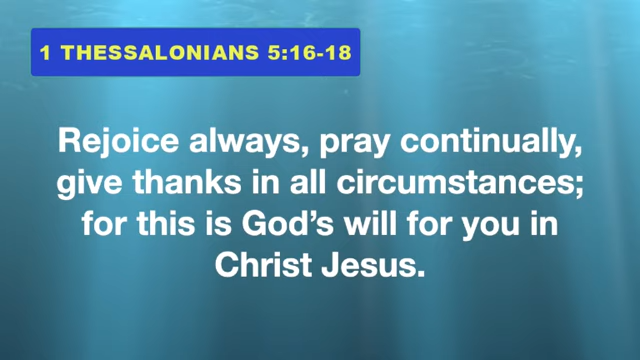 1 THESSALONIANS 5:16-18
Rejoice always, pray continually,
give thanks in all circumstances;
for this is God’s will for you in
Christ Jesus.